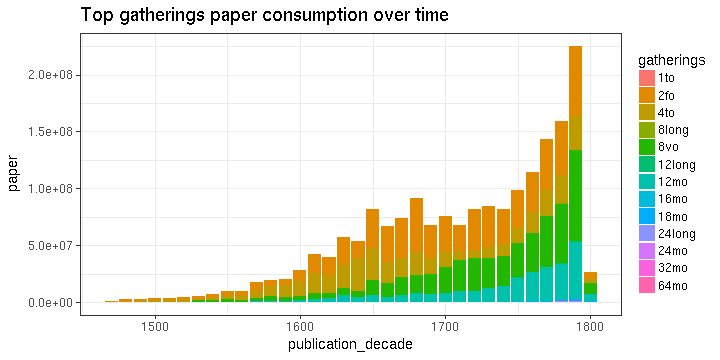 Top gatherings paper consumption over time
paper
2.0e+08
1.5e+08
1.0e+08
5.0e+07
0.0e+00
1500 1600 1700 1800
publication_decade
gatherings
1to
2fo
4to
8long
8vo
12long
12mo
16mo
18mo
24long
24mo
32mo
64mo